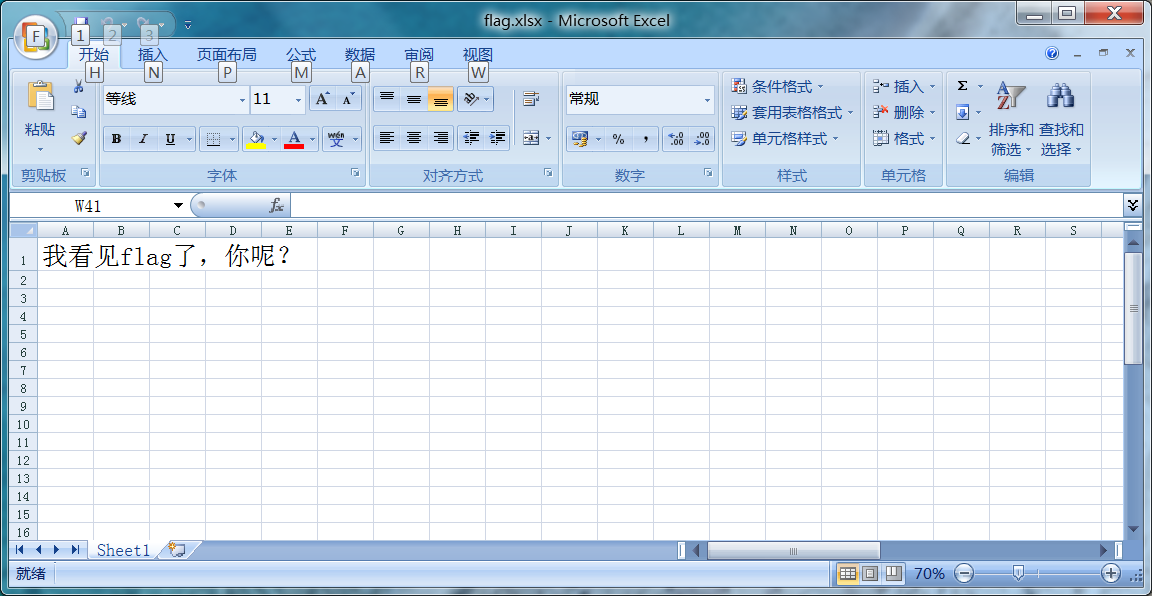 flag.xlsx - Microsoft Excel
F 1 2 3
开始 插入 页面布局 公式 数据 审阅 视图
H N P M A R W
等线 11 常规
粘贴
B I U A wén 文 % ,
条件格式
套用表格格式
单元格样式
插入
删除
格式
Σ
排序和筛选
查找和选择
剪贴板 字体 对齐方式 数字 样式 单元格 编辑
W41 fx
A B C D E F G H I J K L M N O P Q R S
1 我看见flag了，你呢？
2
3
4
5
6
7
8
9
10
11
12
13
14
15
16
Sheet1
就绪 70%